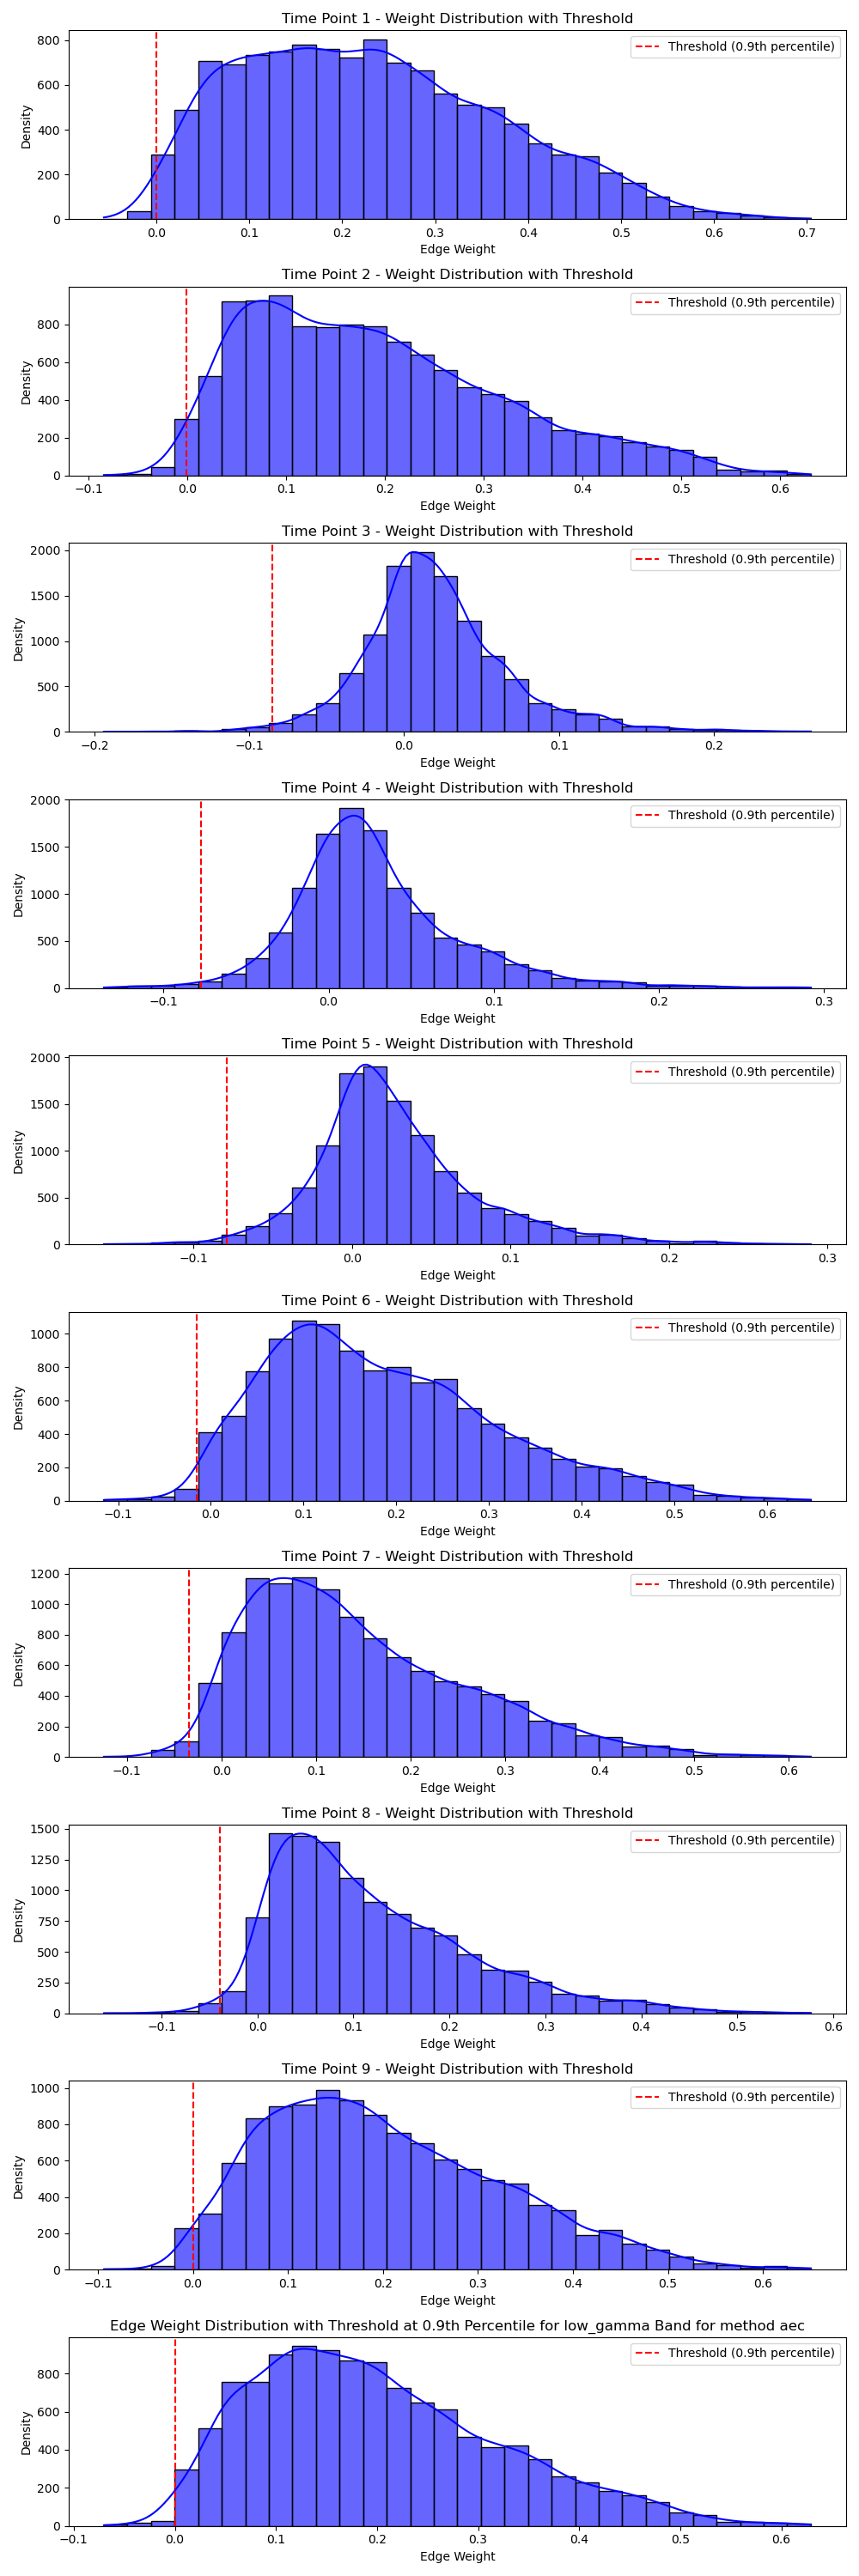 Time Point 1 - Weight Distribution with Threshold
Threshold (0.9th percentile)
Density
800
600
400
200
0
0.0 0.1 0.2 0.3 0.4 0.5 0.6 0.7
Edge Weight
Time Point 2 - Weight Distribution with Threshold
Threshold (0.9th percentile)
Density
800
600
400
200
0
−0.1 0.0 0.1 0.2 0.3 0.4 0.5 0.6
Edge Weight
Time Point 3 - Weight Distribution with Threshold
Threshold (0.9th percentile)
Density
2000
1500
1000
500
0
−0.2 −0.1 0.0 0.1 0.2
Edge Weight
Time Point 4 - Weight Distribution with Threshold
Threshold (0.9th percentile)
Density
2000
1500
1000
500
0
−0.1 0.0 0.1 0.2 0.3
Edge Weight
Time Point 5 - Weight Distribution with Threshold
Threshold (0.9th percentile)
Density
2000
1500
1000
500
0
−0.1 0.0 0.1 0.2 0.3
Edge Weight
Time Point 6 - Weight Distribution with Threshold
Threshold (0.9th percentile)
Density
1000
800
600
400
200
0
−0.1 0.0 0.1 0.2 0.3 0.4 0.5 0.6
Edge Weight
Time Point 7 - Weight Distribution with Threshold
Threshold (0.9th percentile)
Density
1200
1000
800
600
400
200
0
−0.1 0.0 0.1 0.2 0.3 0.4 0.5 0.6
Edge Weight
Time Point 8 - Weight Distribution with Threshold
Threshold (0.9th percentile)
Density
1500
1250
1000
750
500
250
0
−0.1 0.0 0.1 0.2 0.3 0.4 0.5 0.6
Edge Weight
Time Point 9 - Weight Distribution with Threshold
Threshold (0.9th percentile)
Density
1000
800
600
400
200
0
−0.1 0.0 0.1 0.2 0.3 0.4 0.5 0.6
Edge Weight
Edge Weight Distribution with Threshold at 0.9th Percentile for low_gamma Band for method aec
Threshold (0.9th percentile)
Density
800
600
400
200
0
−0.1 0.0 0.1 0.2 0.3 0.4 0.5 0.6
Edge Weight